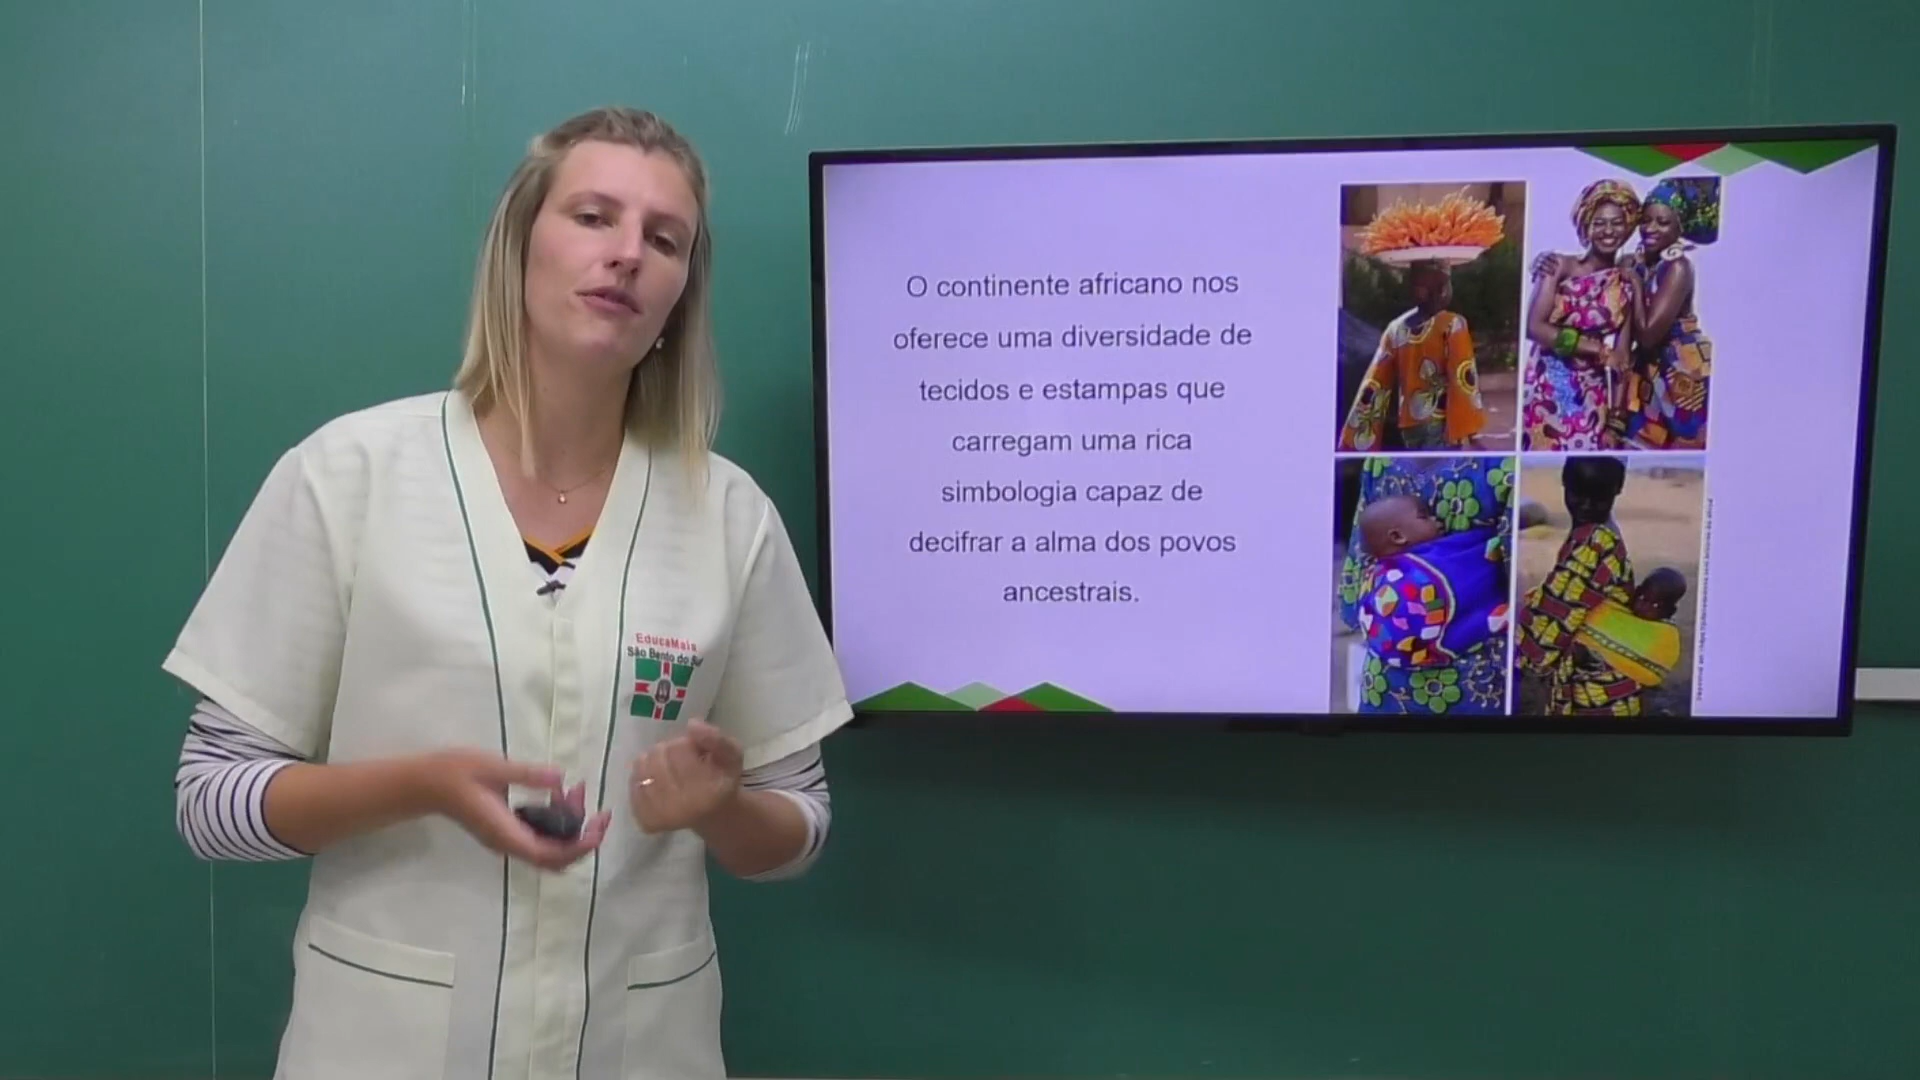 O continente africano nos
oferece uma diversidade de
tecidos e estampas que
carregam uma rica
simbologia capaz de
decifrar a alma dos povos
ancestrais.
EducaMais
São Bento do Sul